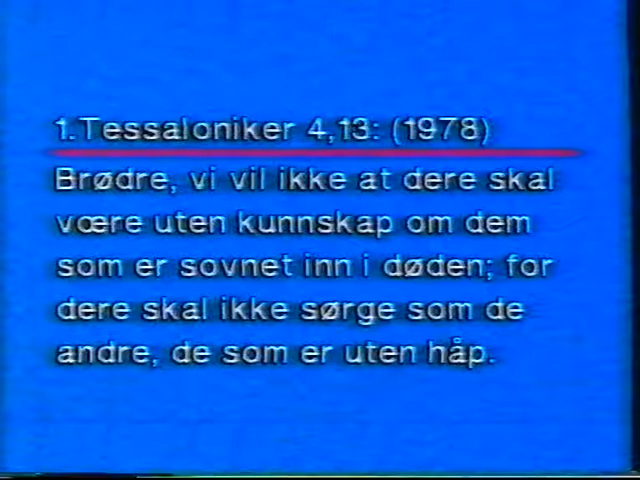 1.Tessaloniker 4,13: (1978)
Brødre, vi vil ikke at dere skal
være uten kunnskap om dem
som er sovnet inn i døden; for
dere skal ikke sørge som de
andre, de som er uten håp.